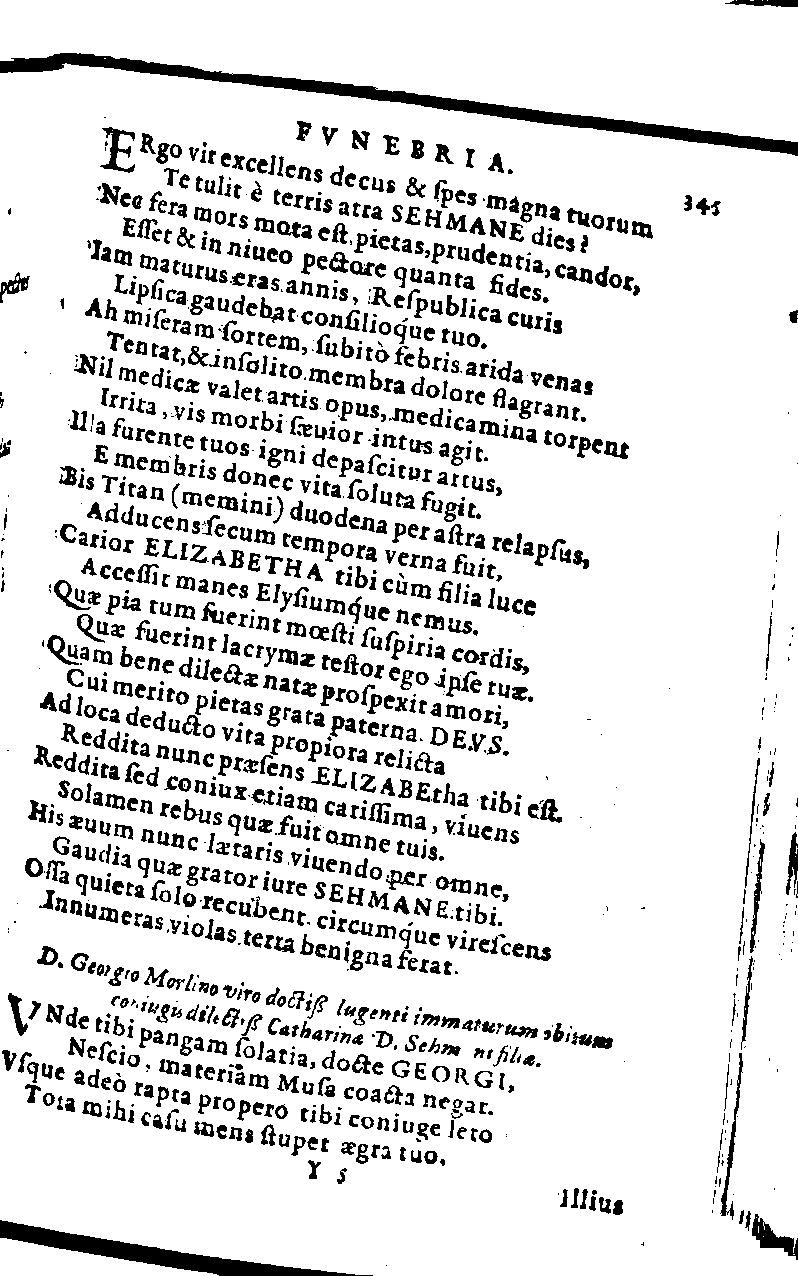 FVNEBRIA. 345
ERgo vir excellens decus & ſpes magna tuorum
Te tulit è terris atra SEHMANE dies?
Nec fera mors mota eſt pietas, prudentia, candor,
Eſſet & in niueo pectore quanta fides.
Iam maturus eras annis, Reſpublica curis
Lipſica gaudebat conſilioq́ue tuo.
Ah miſeram ſortem, ſubitò febris arida venas
Tentat, & inſolito membra dolore flagrant.
Nil medicæ valet artis opus, medicamina torpent
Irrita, vis morbi ſæuior intus agit.
Illa furente tuos igni depaſcitur artus,
E membris donec vita ſoluta fugit.
Bis Titan (memini) duodena per aſtra relapſus,
Adducens ſecum tempora verna fuit,
Carior ELIZABETHA tibi cùm filia luce
Acceſſit manes Elyſiumq́ue nemus.
Quæ pia tum fuerint mœſti ſuſpiria cordis,
Quæ fuerint lacrymæ teſtor ego ipſe tuæ.
Quam bene dilectæ natæ proſpexit amori,
Cui merito pietas grata paterna DEVS.
Ad loca deducto vita propiora relicta
Reddita nunc præſens ELIZABEtha tibi eſt.
Reddita ſed coniux etiam cariſſima, viuens
Solamen rebus quæ fuit omne tuis.
His æuum nunc lætaris viuendo per omne,
Gaudia quæ grator iure SEHMANE tibi.
Oſſa quieta ſolo recubent circumq́ue vireſcens
Innumeras violas terra benigna ferat.
D. Georgio Morlino viro doctiß lugenti immaturum obitum
coniugis dilectiß Catharinæ D. Sehm ni filiæ.
VNde tibi pangam ſolatia, docte GEORGI,
Neſcio, materiam Muſa coacta negat.
Vſque adeò rapta propero tibi coniuge leto
Tota mihi caſu mens ſtupet ægra tuo.
Y 5
Illius